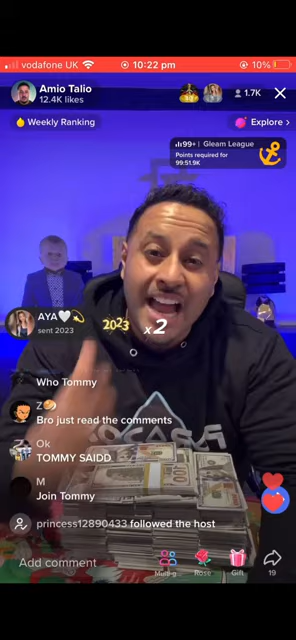 vodafone UK
10:22 pm
10%
Amio Talio
12.4K likes
1.7K
Weekly Ranking
Explore >
99+ | Gleam League
Points required for
99:51.9K
AYA🤍💫
sent 2023
2023
x2
Who Tommy
Z
Bro just read the comments
Ok
TOMMY SAIDD
M
Join Tommy
princess12890433 followed the host
Add comment
Multi-g...
Rose
Gift
19
100